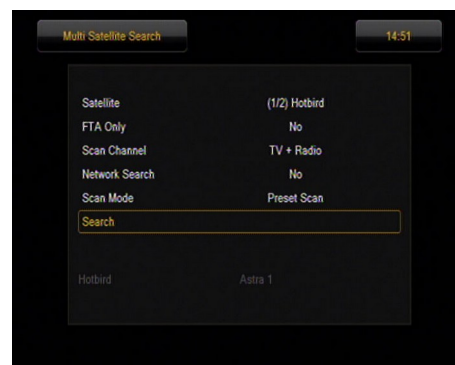 Multi Satellite Search 14:51
Satellite (1/2) Hotbird
FTA Only No
Scan Channel TV + Radio
Network Search No
Scan Mode Preset Scan
Search
Hotbird Astra 1